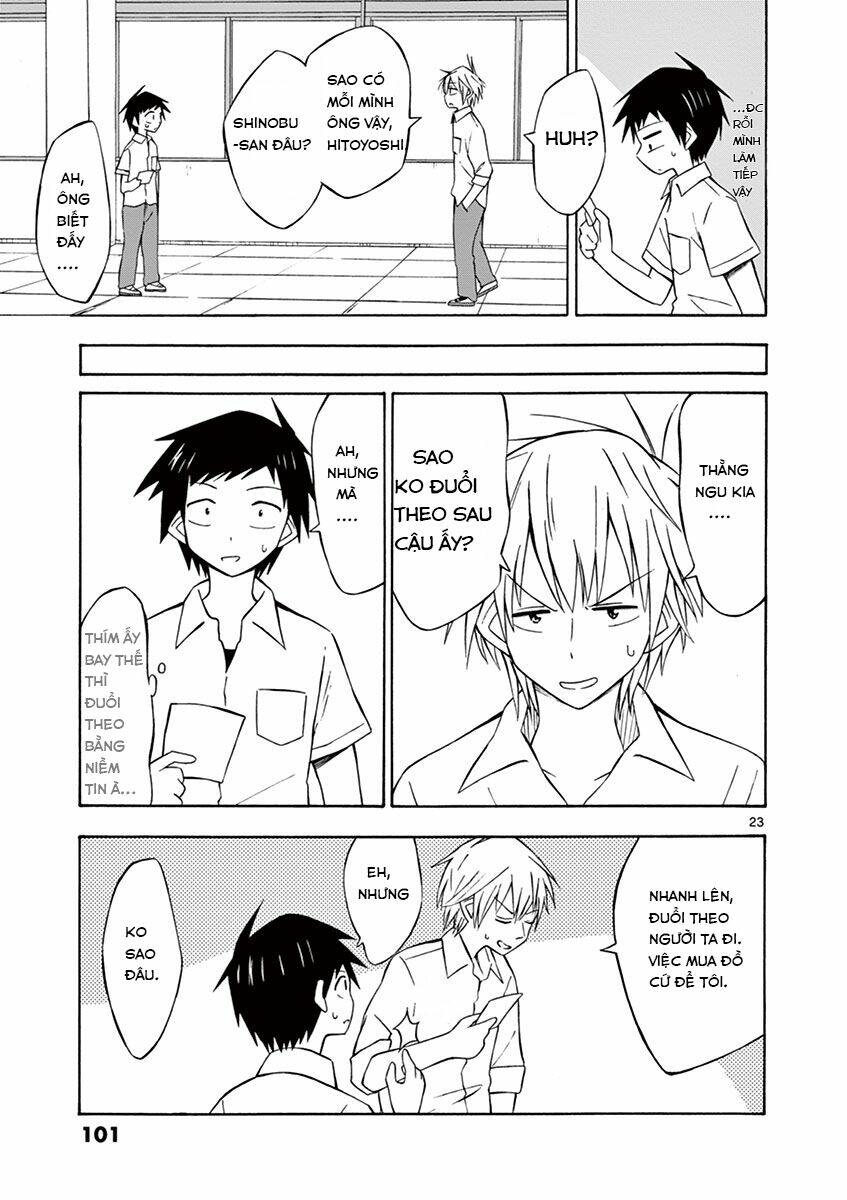 ...ĐC
RỖI
MÌNH
LÀM
TIẾP
VẬY
HUH?
SAO CÓ
MỖI MÌNH
ÔNG VẬY,
HITOYOSHI
SHINOBU
-SAN ĐÂU?
AH,
ÔNG
BIẾT
ĐẤY
....
THẰNG
NGU KIA
....
SAO
KO ĐUỔI
THEO SAU
CẬU ẤY?
AH,
NHƯNG
MÀ
....
THÍM ẤY
BAY THẾ
THÌ
ĐUỔI
THEO
BẰNG
NIỀM
TIN À...
23
NHANH LÊN,
ĐUỔI THEO
NGƯỜI TA ĐI.
VIỆC MUA ĐỒ
CỨ ĐỂ TÔI.
EH,
NHƯNG
KO
SAO
ĐÂU.
101